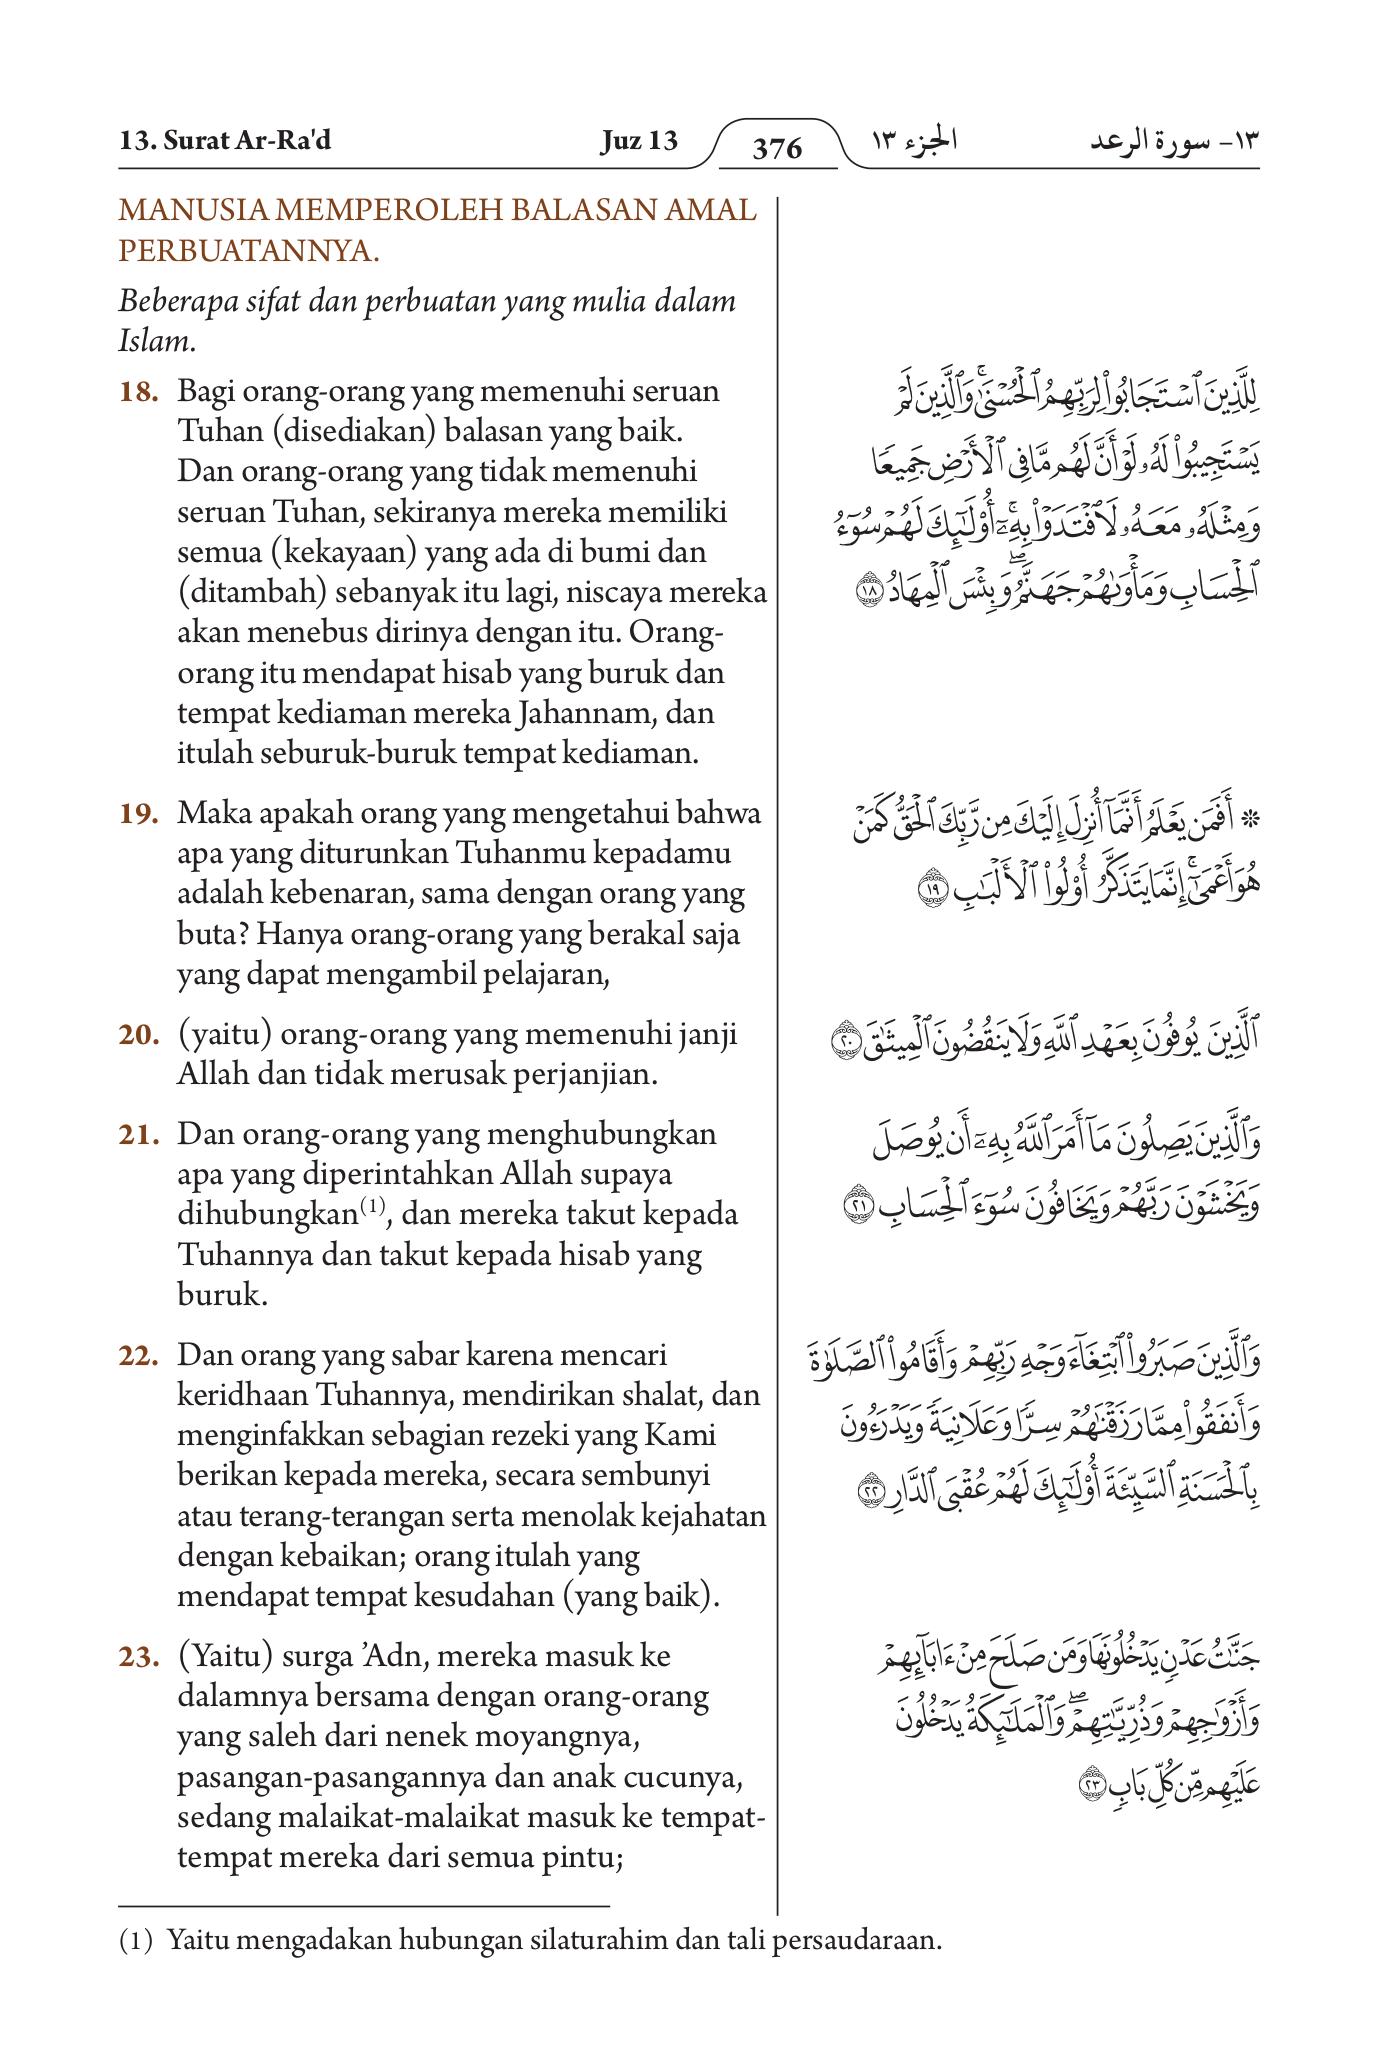 13. Surat Ar-Ra'd
Juz 13
376
الجزء ١٣
١٣- سورة الرعد
MANUSIA MEMPEROLEH BALASAN AMAL
PERBUATANNYA.
Beberapa sifat dan perbuatan yang mulia dalam
Islam.
18. Bagi orang-orang yang memenuhi seruan
Tuhan (disediakan) balasan yang baik.
Dan orang-orang yang tidak memenuhi
seruan Tuhan, sekiranya mereka memiliki
semua (kekayaan) yang ada di bumi dan
(ditambah) sebanyak itu lagi, niscaya mereka
akan menebus dirinya dengan itu. Orang-
orang itu mendapat hisab yang buruk dan
tempat kediaman mereka Jahannam, dan
itulah seburuk-buruk tempat kediaman.
لِلَّذِينَ ٱسْتَجَابُوا۟ لِرَبِّهِمُ ٱلْحُسْنَىٰ ۚ وَٱلَّذِينَ لَمْ
يَسْتَجِيبُوا۟ لَهُۥ لَوْ أَنَّ لَهُم مَّا فِى ٱلْأَرْضِ جَمِيعًا
وَمِثْلَهُۥ مَعَهُۥ لَٱفْتَدَوْا۟ بِهِۦٓ ۚ أُو۟لَـٰٓئِكَ لَهُمْ سُوٓءُ
ٱلْحِسَابِ وَمَأْوَىٰهُمْ جَهَنَّمُ ۖ وَبِئْسَ ٱلْمِهَادُ ١٨
19. Maka apakah orang yang mengetahui bahwa
apa yang diturunkan Tuhanmu kepadamu
adalah kebenaran, sama dengan orang yang
buta? Hanya orang-orang yang berakal saja
yang dapat mengambil pelajaran,
۞ أَفَمَن يَعْلَمُ أَنَّمَآ أُنزِلَ إِلَيْكَ مِن رَّبِّكَ ٱلْحَقُّ كَمَنْ
هُوَ أَعْمَىٰٓ ۚ إِنَّمَا يَتَذَكَّرُ أُو۟لُوا۟ ٱلْأَلْبَـٰبِ ١٩
20. (yaitu) orang-orang yang memenuhi janji
Allah dan tidak merusak perjanjian.
ٱلَّذِينَ يُوفُونَ بِعَهْدِ ٱللَّهِ وَلَا يَنقُضُونَ ٱلْمِيثَـٰقَ ٢٠
21. Dan orang-orang yang menghubungkan
apa yang diperintahkan Allah supaya
dihubungkan(1), dan mereka takut kepada
Tuhannya dan takut kepada hisab yang
buruk.
وَٱلَّذِينَ يَصِلُونَ مَآ أَمَرَ ٱللَّهُ بِهِۦٓ أَن يُوصَلَ
وَيَخْشَوْنَ رَبَّهُمْ وَيَخَافُونَ سُوٓءَ ٱلْحِسَابِ ٢١
22. Dan orang yang sabar karena mencari
keridhaan Tuhannya, mendirikan shalat, dan
menginfakkan sebagian rezeki yang Kami
berikan kepada mereka, secara sembunyi
atau terang-terangan serta menolak kejahatan
dengan kebaikan; orang itulah yang
mendapat tempat kesudahan (yang baik).
وَٱلَّذِينَ صَبَرُوا۟ ٱبْتِغَآءَ وَجْهِ رَبِّهِمْ وَأَقَامُوا۟ ٱلصَّلَوٰةَ
وَأَنفَقُوا۟ مِمَّا رَزَقْنَـٰهُمْ سِرًّا وَعَلَانِيَةً وَيَدْرَءُونَ
بِٱلْحَسَنَةِ ٱلسَّيِّئَةَ أُو۟لَـٰٓئِكَ لَهُمْ عُقْبَى ٱلدَّارِ ٢٢
23. (Yaitu) surga ’Adn, mereka masuk ke
dalamnya bersama dengan orang-orang
yang saleh dari nenek moyangnya,
pasangan-pasangannya dan anak cucunya,
sedang malaikat-malaikat masuk ke tempat-
tempat mereka dari semua pintu;
جَنَّـٰتُ عَدْنٍ يَدْخُلُونَهَا وَمَن صَلَحَ مِنْ ءَابَآئِهِمْ
وَأَزْوَٰجِهِمْ وَذُرِّيَّـٰتِهِمْ ۖ وَٱلْمَلَـٰٓئِكَةُ يَدْخُلُونَ
عَلَيْهِم مِّن كُلِّ بَابٍ ٢٣
(1) Yaitu mengadakan hubungan silaturahim dan tali persaudaraan.